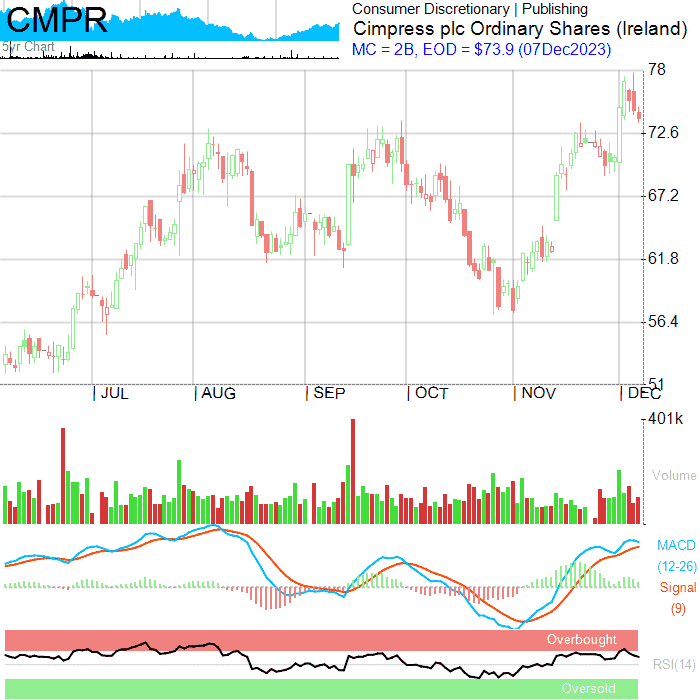 CMPR
5yr Chart
Consumer Discretionary | Publishing
Cimpress plc Ordinary Shares (Ireland)
MC = 2B, EOD = $73.9 (07Dec2023)
78
72.6
67.2
61.8
56.4
51
JUL
AUG
SEP
OCT
NOV
DEC
401k
Volume
MACD
(12-26)
Signal
(9)
Overbought
RSI(14)
Oversold